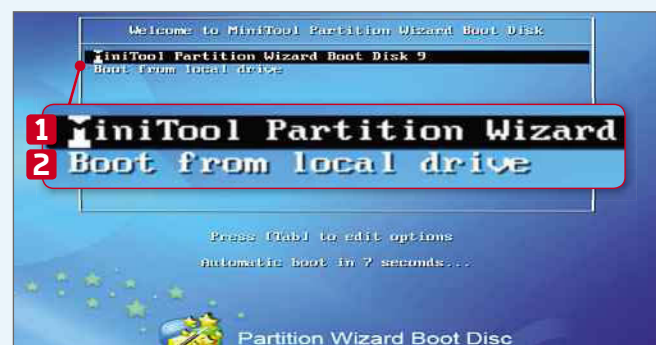 Welcome to MiniTool Partition Wizard Boot Disk
MiniTool Partition Wizard Boot Disk 9
Boot from local drive
1 MiniTool Partition Wizard
2 Boot from local drive
Press [Tab] to edit options
Automatic boot in 7 seconds...
Partition Wizard Boot Disc